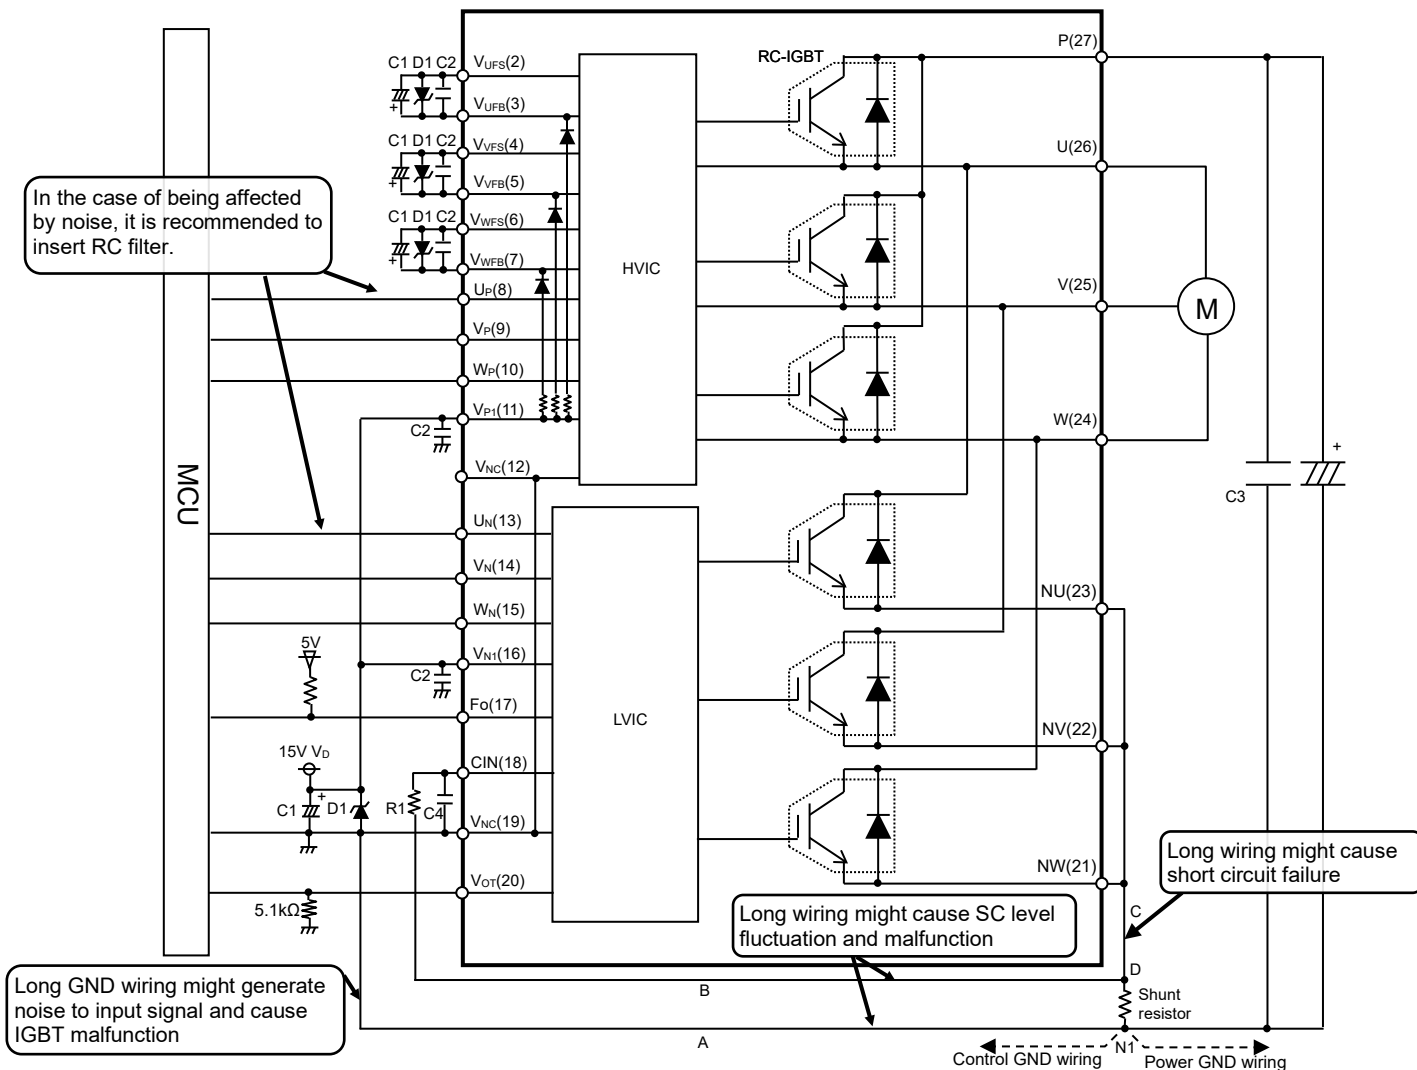 P(27)
RC-IGBT
C1 D1 C2
VUFS(2)
+
VUFB(3)
C1 D1 C2
VVFS(4)
U(26)
+
VVFB(5)
In the case of being affected
by noise, it is recommended to
insert RC filter.
C1 D1 C2
VWFS(6)
+
VWFB(7)
HVIC
UP(8)
V(25)
M
VP(9)
WP(10)
VP1(11)
C2
W(24)
+
VNC(12)
C3
MCU
UN(13)
VN(14)
NU(23)
WN(15)
5V
VN1(16)
C2
Fo(17)
LVIC
NV(22)
15V VD
CIN(18)
+
C1
D1
R1
C4
VNC(19)
Long wiring might cause
short circuit failure
NW(21)
VOT(20)
5.1kΩ
Long wiring might cause SC level
fluctuation and malfunction
C
Long GND wiring might generate
noise to input signal and cause
IGBT malfunction
D
B
Shunt
resistor
A
N1
Control GND wiring
Power GND wiring